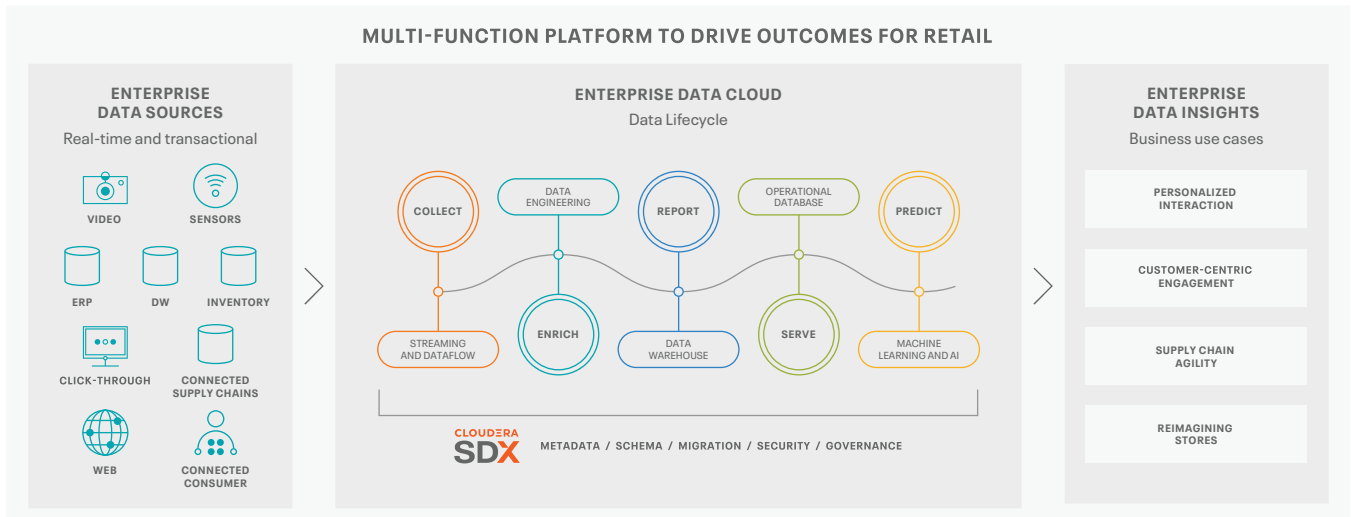 MULTI-FUNCTION PLATFORM TO DRIVE OUTCOMES FOR RETAIL
ENTERPRISE
DATA SOURCES
Real-time and transactional
VIDEO
SENSORS
ERP
DW
INVENTORY
CLICK-THROUGH
CONNECTED
SUPPLY CHAINS
WEB
CONNECTED
CONSUMER
ENTERPRISE DATA CLOUD
Data Lifecycle
COLLECT
STREAMING
AND DATAFLOW
DATA
ENGINEERING
ENRICH
REPORT
DATA
WAREHOUSE
OPERATIONAL
DATABASE
SERVE
PREDICT
MACHINE
LEARNING AND AI
CLOUDERA
SDX
METADATA / SCHEMA / MIGRATION / SECURITY / GOVERNANCE
ENTERPRISE
DATA INSIGHTS
Business use cases
PERSONALIZED
INTERACTION
CUSTOMER-CENTRIC
ENGAGEMENT
SUPPLY CHAIN
AGILITY
REIMAGINING
STORES